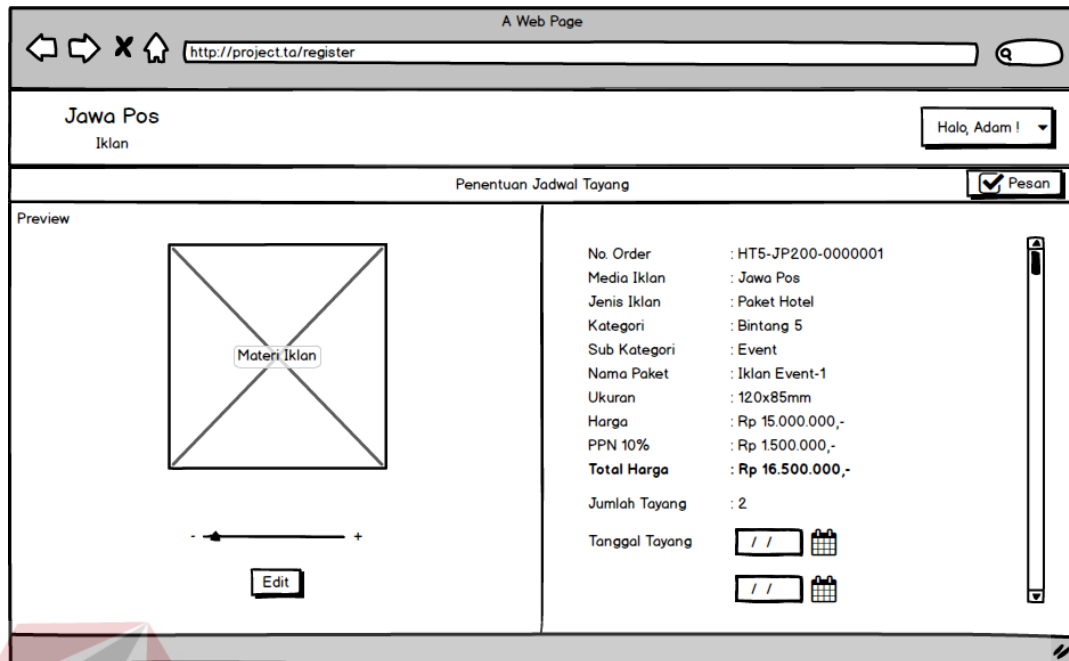 A Web Page
http://project.ta/register
Jawa Pos
Iklan
Halo, Adam !
Penentuan Jadwal Tayang
Pesan
Preview
Materi Iklan
- +
Edit
No. Order : HT5-JP200-0000001
Media Iklan : Jawa Pos
Jenis Iklan : Paket Hotel
Kategori : Bintang 5
Sub Kategori : Event
Nama Paket : Iklan Event-1
Ukuran : 120x85mm
Harga : Rp 15.000.000,-
PPN 10% : Rp 1.500.000,-
Total Harga : Rp 16.500.000,-
Jumlah Tayang : 2
Tanggal Tayang / /
/ /